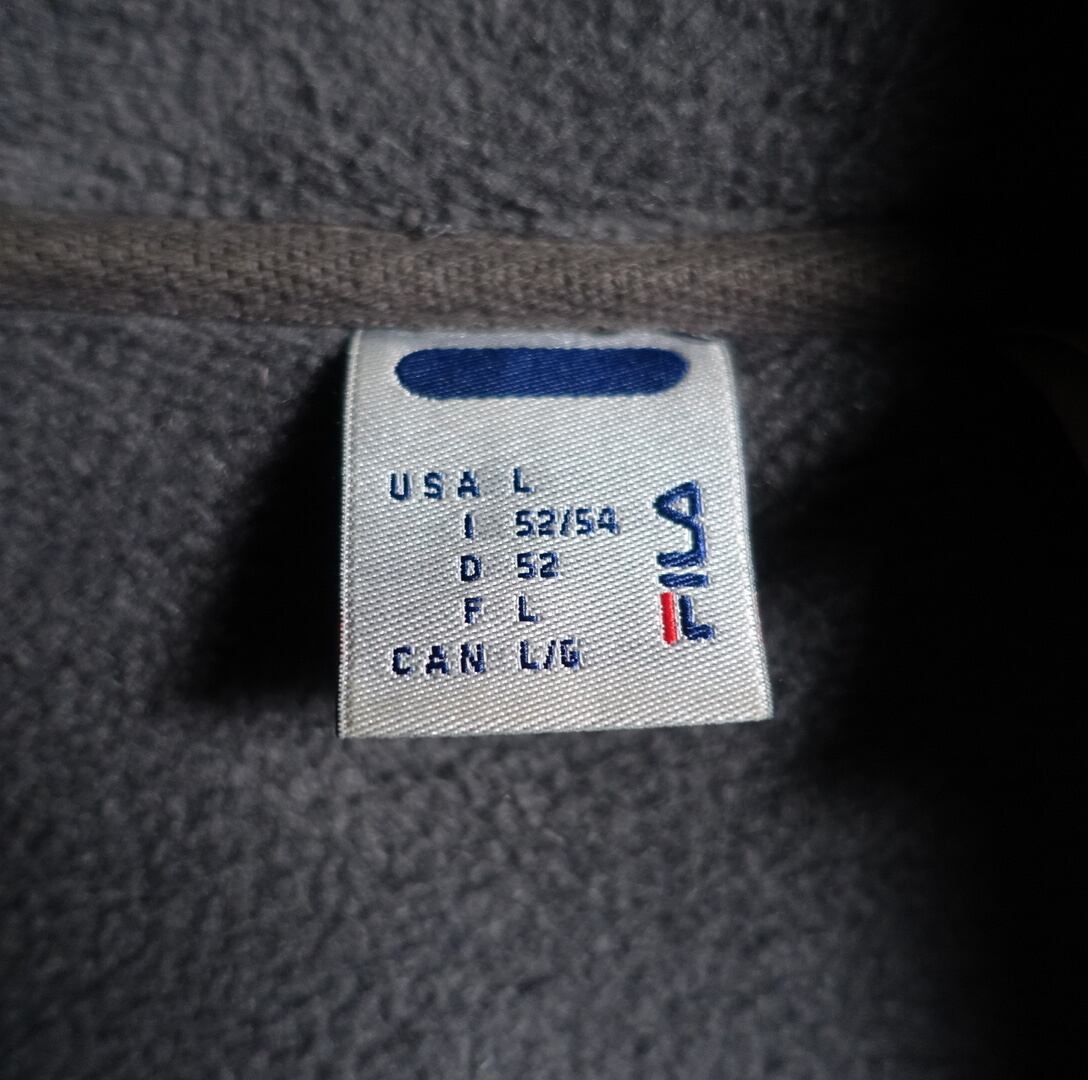 USA L
I 52/54
D 52
F L
CAN L/G
FILA